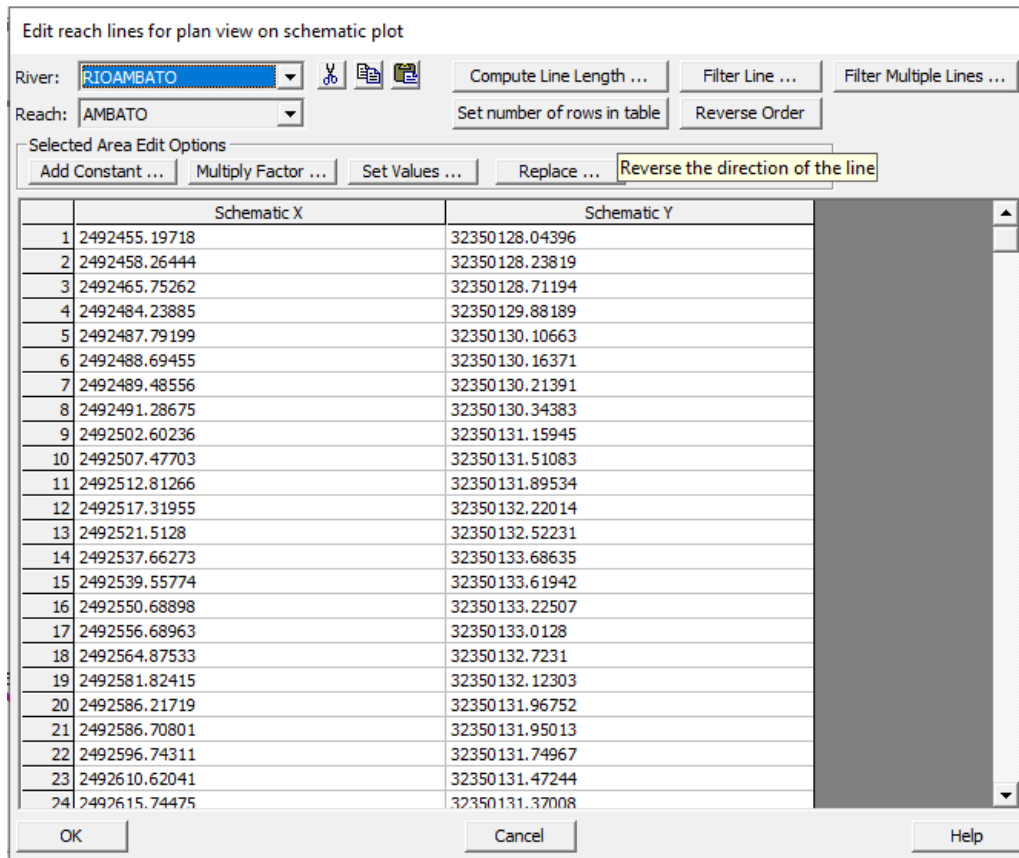 Edit reach lines for plan view on schematic plot
River: RIOAMBATO Compute Line Length ... Filter Line ... Filter Multiple Lines ...
Reach: AMBATO Set number of rows in table Reverse Order
Selected Area Edit Options
Add Constant ... Multiply Factor ... Set Values ... Replace ... Reverse the direction of the line
Schematic X Schematic Y
1 2492455.19718 32350128.04396
2 2492458.26444 32350128.23819
3 2492465.75262 32350128.71194
4 2492484.23885 32350129.88189
5 2492487.79199 32350130.10663
6 2492488.69455 32350130.16371
7 2492489.48556 32350130.21391
8 2492491.28675 32350130.34383
9 2492502.60236 32350131.15945
10 2492507.47703 32350131.51083
11 2492512.81266 32350131.89534
12 2492517.31955 32350132.22014
13 2492521.5128 32350132.52231
14 2492537.66273 32350133.68635
15 2492539.55774 32350133.61942
16 2492550.68898 32350133.22507
17 2492556.68963 32350133.0128
18 2492564.87533 32350132.7231
19 2492581.82415 32350132.12303
20 2492586.21719 32350131.96752
21 2492586.70801 32350131.95013
22 2492596.74311 32350131.74967
23 2492610.62041 32350131.47244
24 2492615.74475 32350131.37008
OK Cancel Help